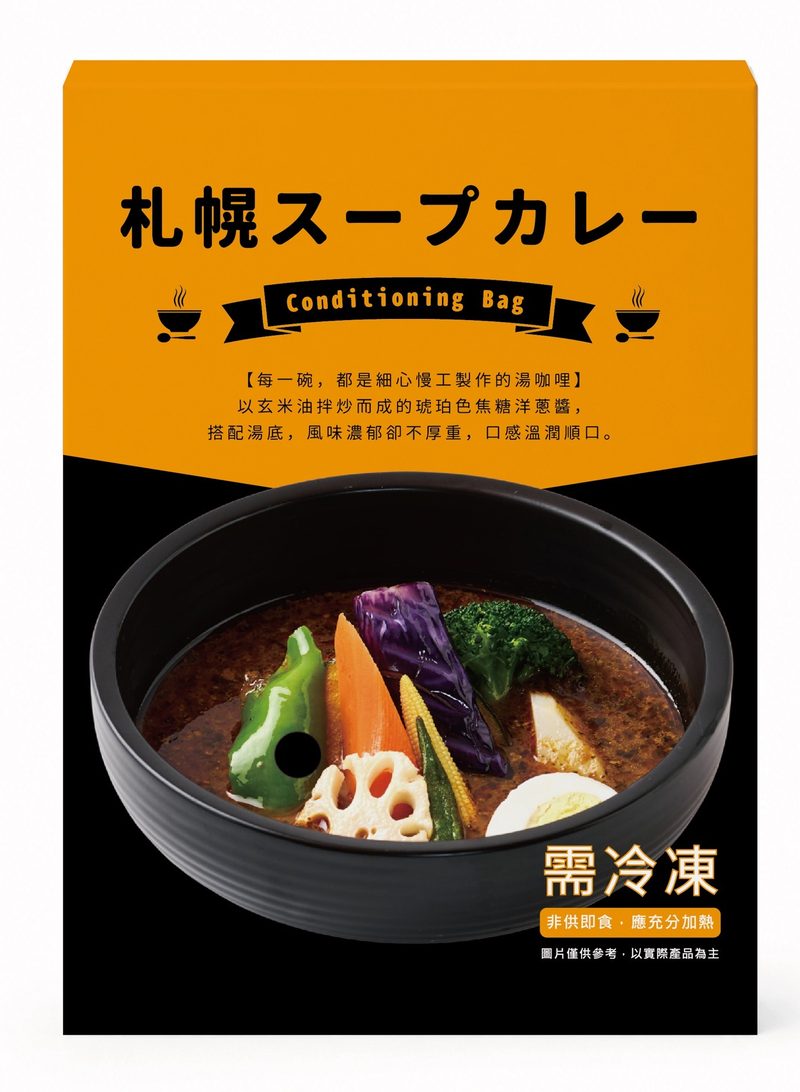 札幌スープカレー
Conditioning Bag
【每一碗，都是細心慢工製作的湯咖哩】
以玄米油拌炒而成的琥珀色焦糖洋蔥醬，
搭配湯底，風味濃郁卻不厚重，口感溫潤順口。
需冷凍
非供即食．應充分加熱
圖片僅供參考．以實際產品為主